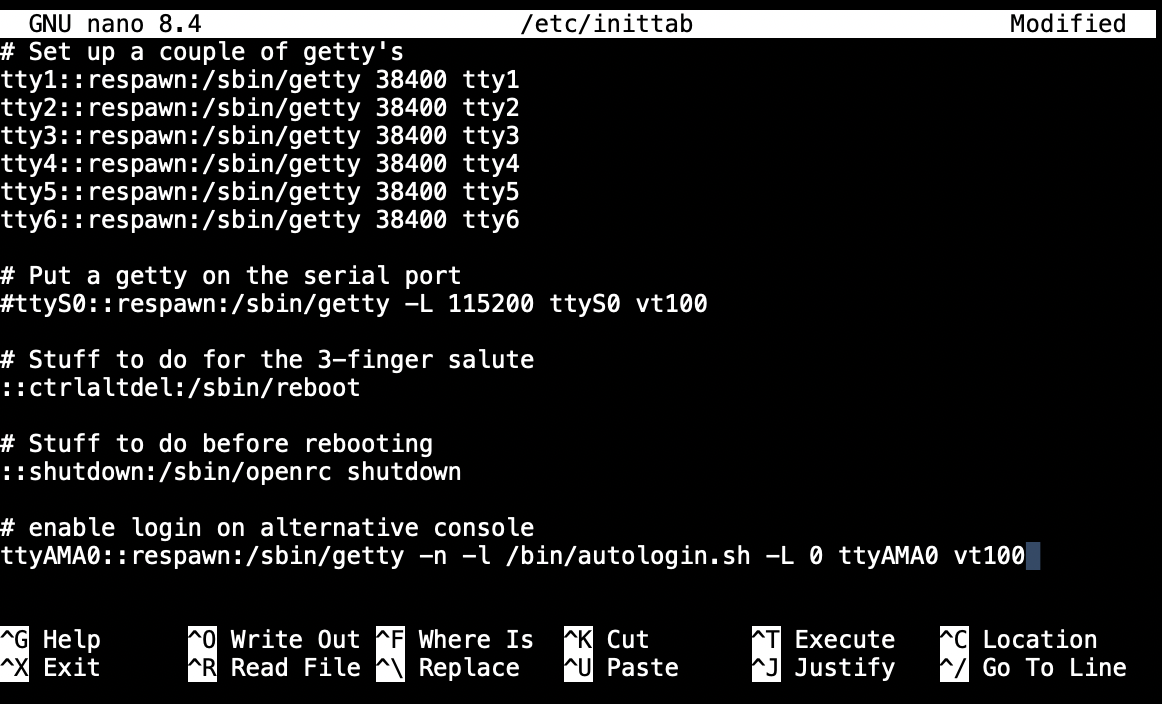 GNU nano 8.4 /etc/inittab Modified
# Set up a couple of getty's
tty1::respawn:/sbin/getty 38400 tty1
tty2::respawn:/sbin/getty 38400 tty2
tty3::respawn:/sbin/getty 38400 tty3
tty4::respawn:/sbin/getty 38400 tty4
tty5::respawn:/sbin/getty 38400 tty5
tty6::respawn:/sbin/getty 38400 tty6
# Put a getty on the serial port
#ttyS0::respawn:/sbin/getty -L 115200 ttyS0 vt100
# Stuff to do for the 3-finger salute
::ctrlaltdel:/sbin/reboot
# Stuff to do before rebooting
::shutdown:/sbin/openrc shutdown
# enable login on alternative console
ttyAMA0::respawn:/sbin/getty -n -l /bin/autologin.sh -L 0 ttyAMA0 vt100
^G Help ^O Write Out ^F Where Is ^K Cut ^T Execute ^C Location
^X Exit ^R Read File ^\ Replace ^U Paste ^J Justify ^/ Go To Line